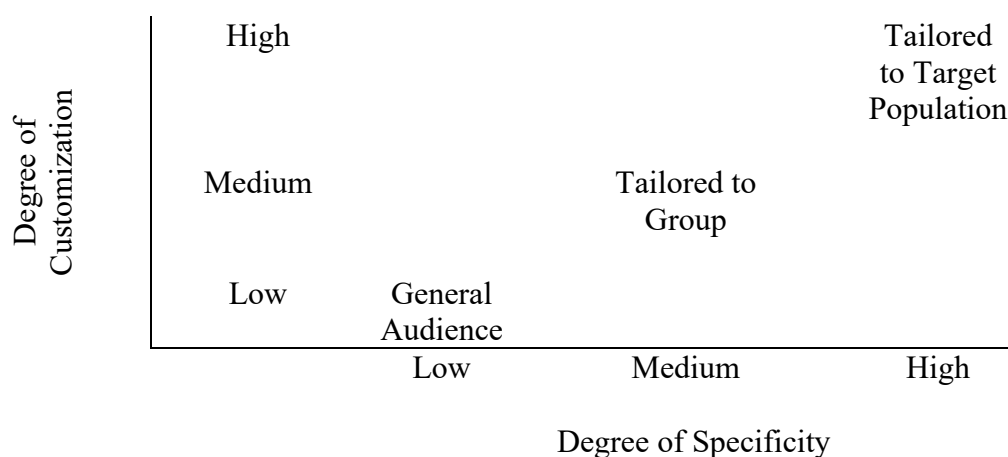 High
Tailored
to Target
Population
Degree of
Customization
Medium
Tailored to
Group
Low
General
Audience
Low
Medium
High
Degree of Specificity